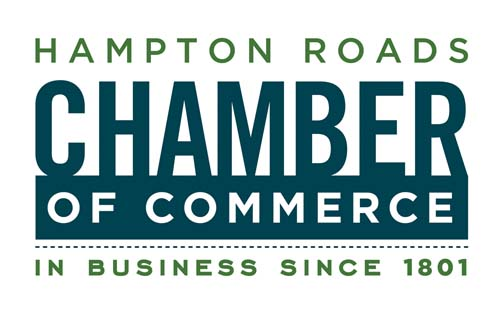 HAMPTON ROADS
CHAMBER
OF COMMERCE
IN BUSINESS SINCE 1801